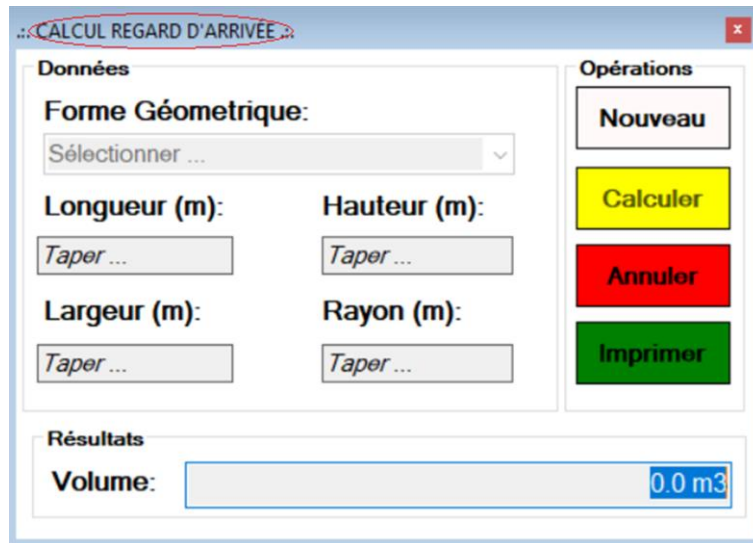 .:: CALCUL REGARD D'ARRIVÉE .::
x
Données
Forme Géometrique:
Sélectionner ...
Longueur (m): Hauteur (m):
Taper ... Taper ...
Largeur (m): Rayon (m):
Taper ... Taper ...
Opérations
Nouveau
Calculer
Annuler
Imprimer
Résultats
Volume: 0.0 m3